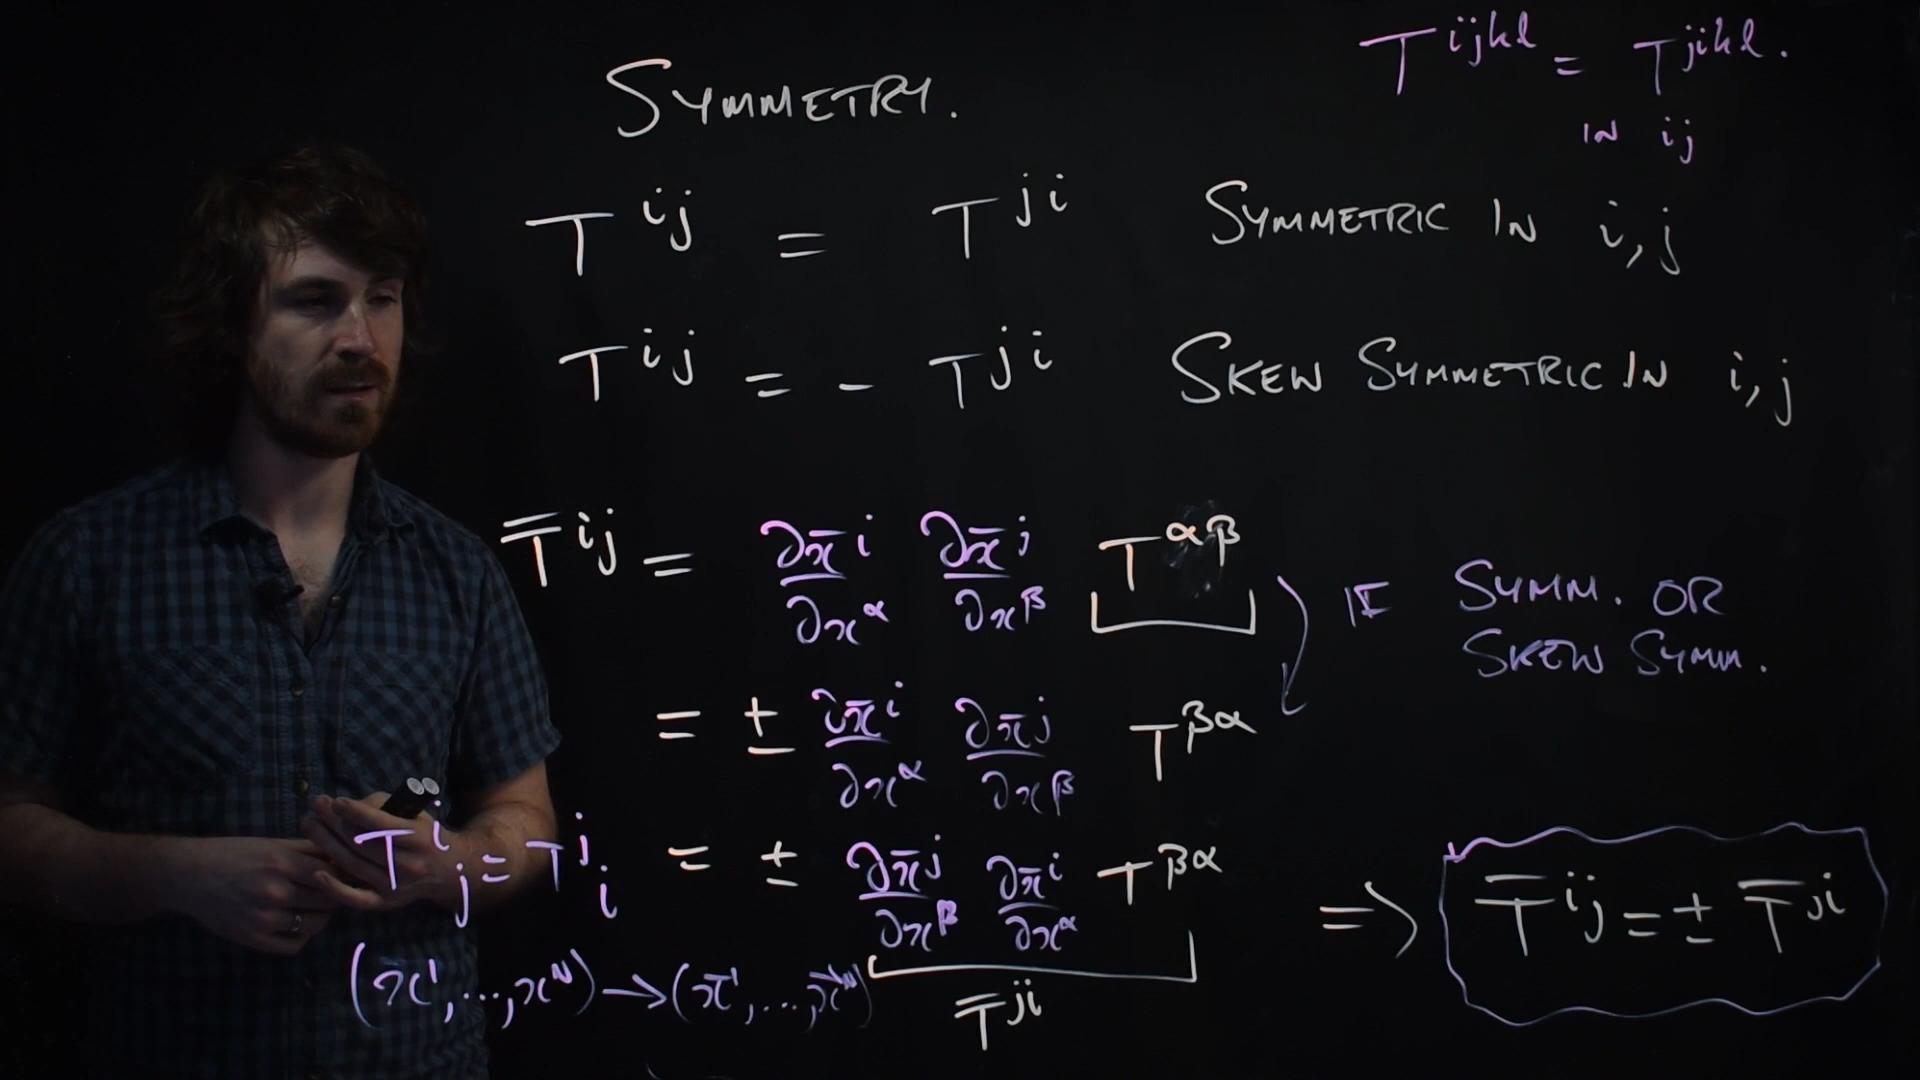 T^{ijkl} = T^{jikl}.
IN ij
SYMMETRY.
T^{ij} = T^{ji} SYMMETRIC IN i, j
T^{ij} = - T^{ji} SKEW SYMMETRIC IN i, j
T̅^{ij} = ∂x̄^i/∂x^α ∂x̄^j/∂x^β T^{αβ} IF SYMM. OR
SKEW SYMM.
= ± ∂x̄^i/∂x^α ∂x̄^j/∂x^β T^{βα}
T^i_j = T^j_i
= ± ∂x̄^j/∂x^β ∂x̄^i/∂x^α T^{βα}
T̅^{ji}
=> T̅^{ij} = ± T̅^{ji}
(x^1, ..., x^N) → (x̄^1, ..., x̄^N)